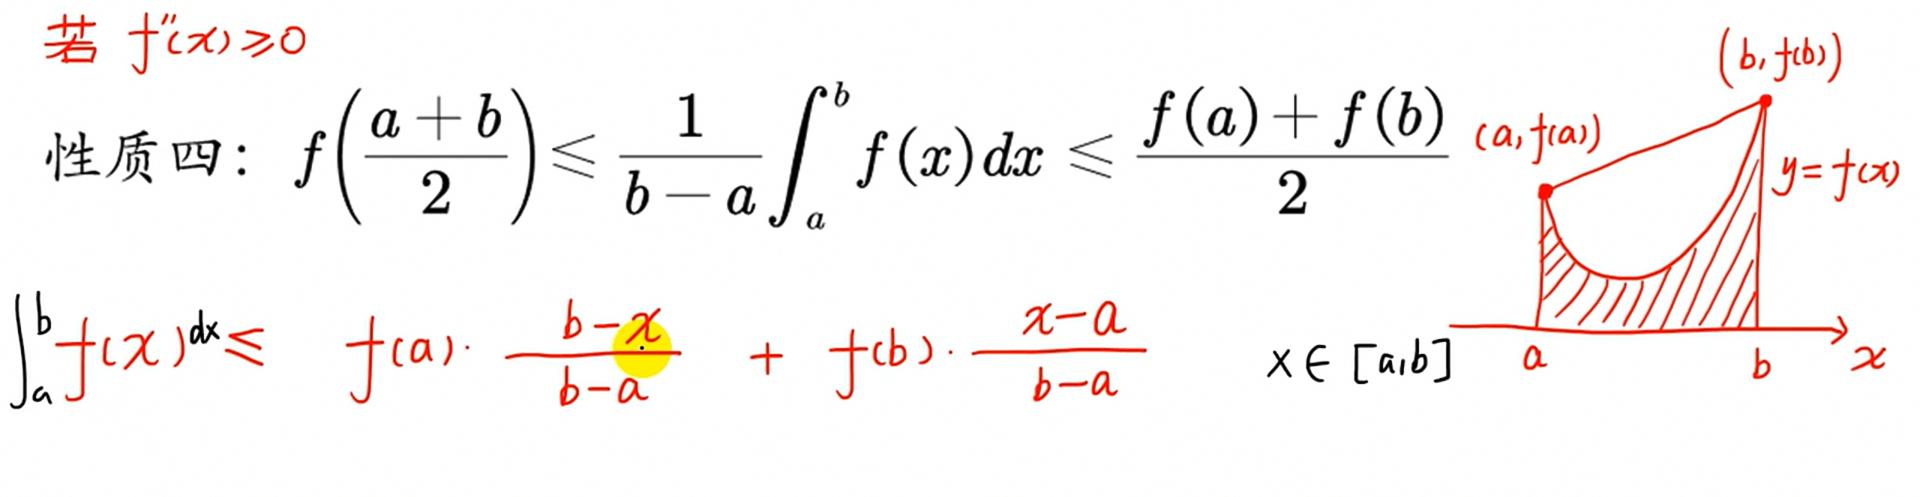 若 f''(x)≥0
性质四: f((a+b)/2) ⩽ 1/(b−a) ∫_a^b f(x)dx ⩽ (f(a)+f(b))/2
∫_a^b f(x)dx ≤ f(a)·(b−x)/(b−a) + f(b)·(x−a)/(b−a) x∈[a,b]
(b,f(b))
(a,f(a))
y=f(x)
a b x